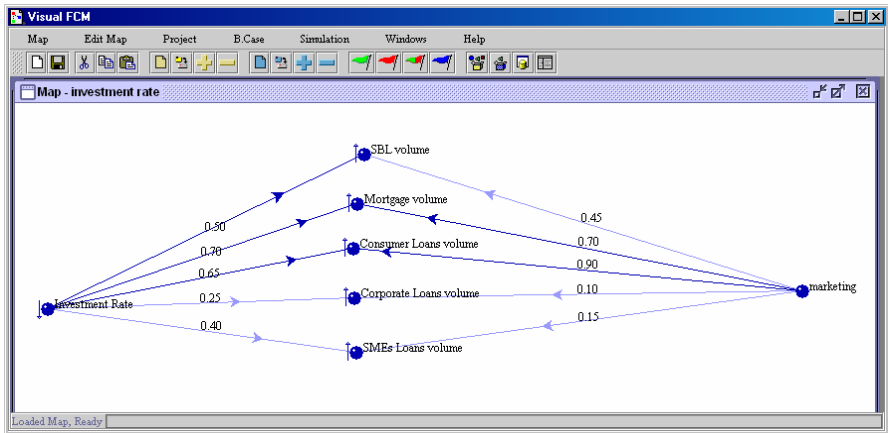 Visual FCM
Map Edit Map Project B.Case Simulation Windows Help
Map - investment rate
SBL volume
Mortgage volume
0.45
0.50
0.70
Consumer Loans volume
0.70
0.90
0.65
Investment Rate
0.25
Corporate Loans volume
0.10
marketing
0.40
0.15
SMEs Loans volume
Loaded Map, Ready